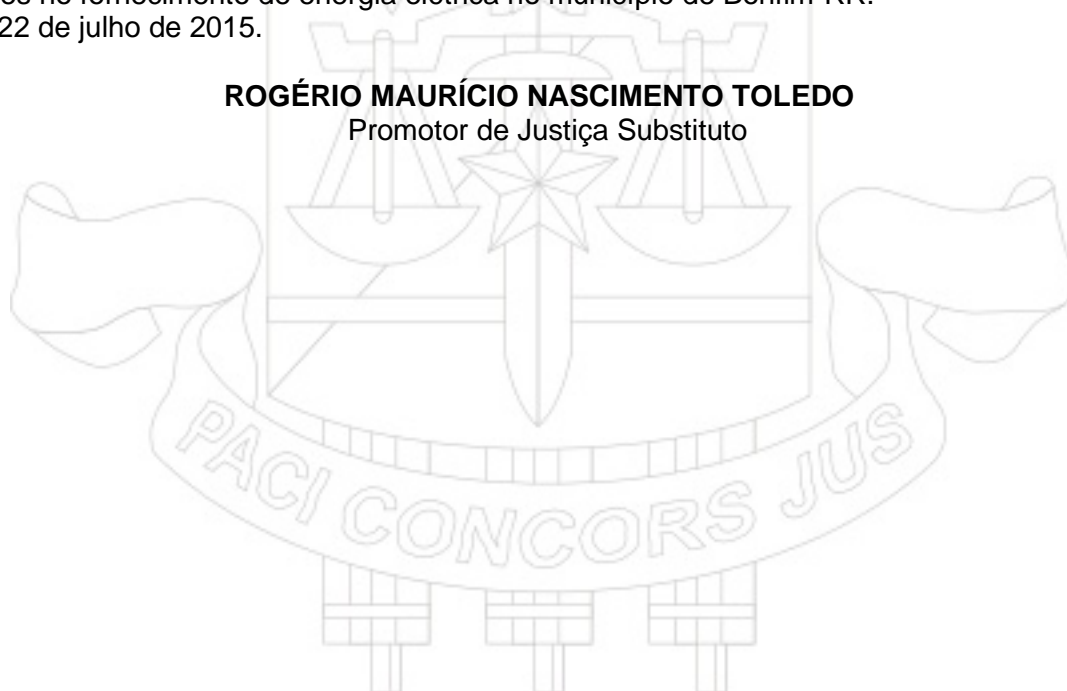 no fornecimento de energia elétrica no município de Bonfim-RR.
22 de julho de 2015.
ROGÉRIO MAURÍCIO NASCIMENTO TOLEDO
Promotor de Justiça Substituto
PACI CONCORS JUS